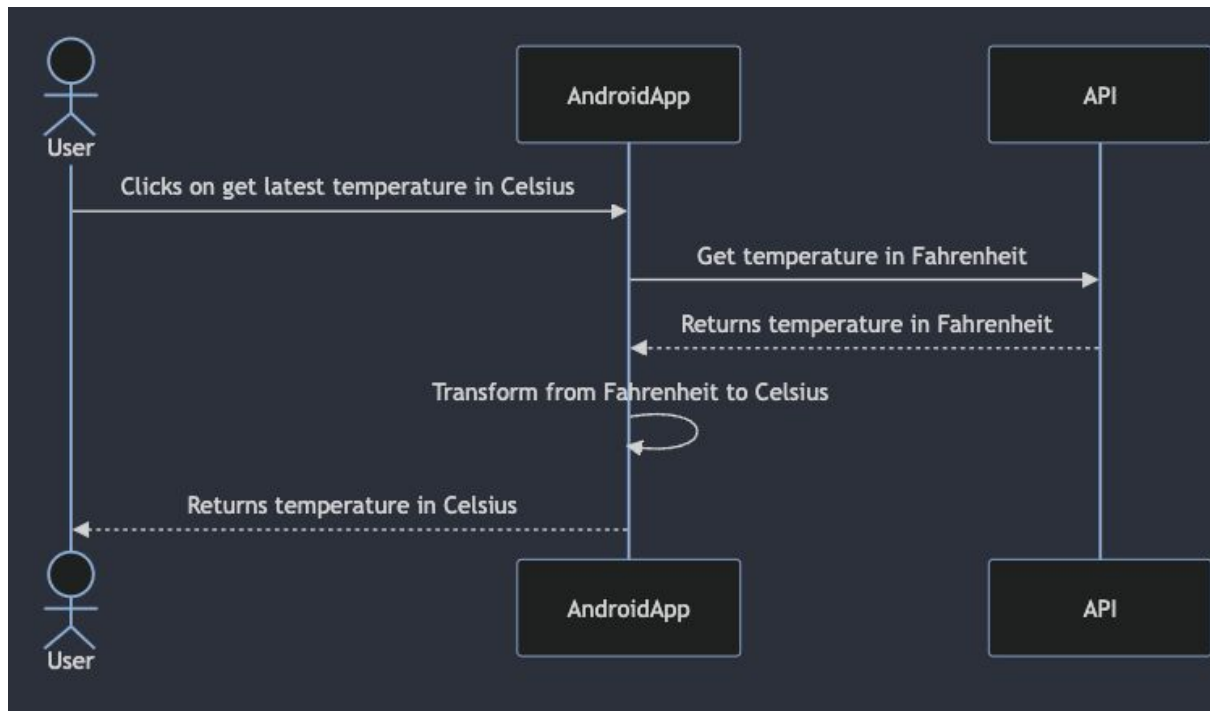 AndroidApp
API
User
Clicks on get latest temperature in Celsius
Get temperature in Fahrenheit
Returns temperature in Fahrenheit
Transform from Fahrenheit to Celsius
Returns temperature in Celsius
AndroidApp
API
User